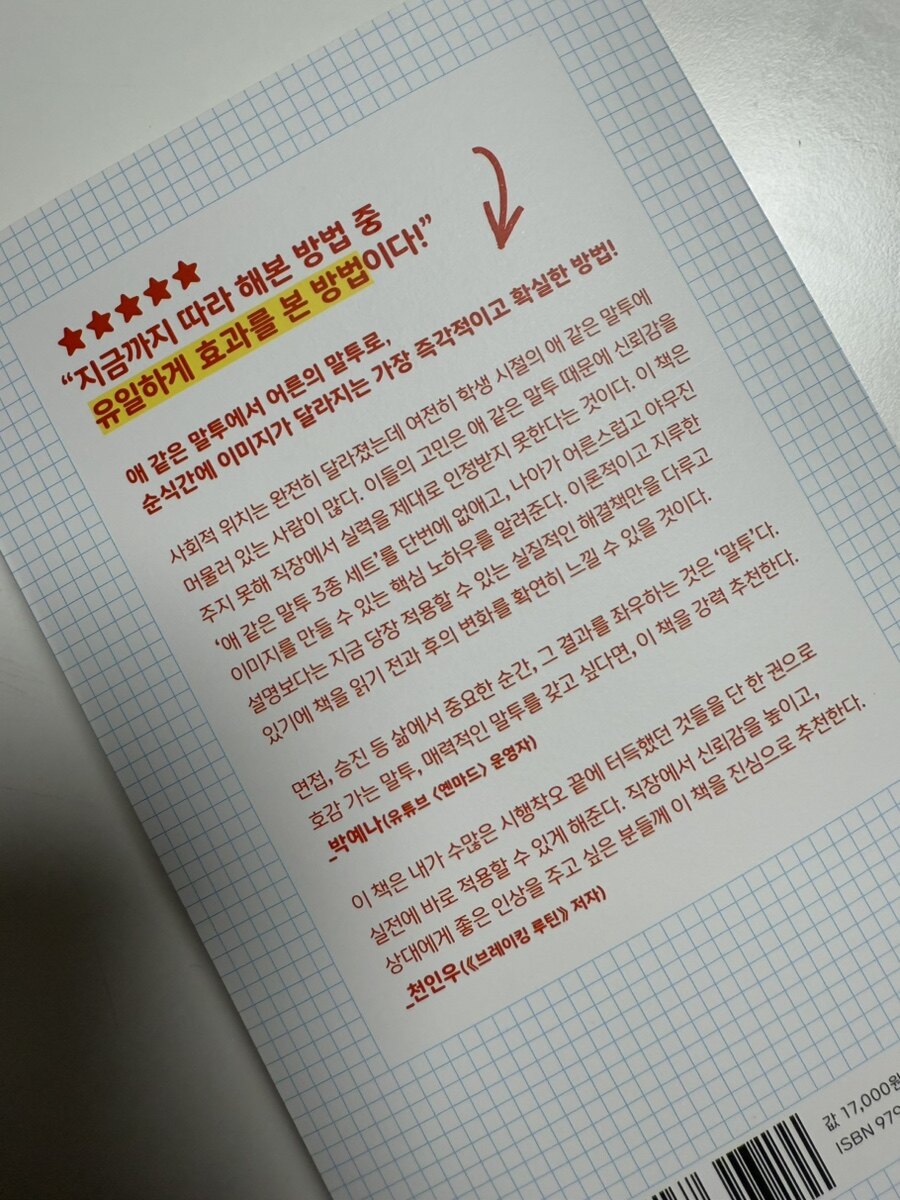 ★★★★★
“지금까지 따라 해본 방법 중
유일하게 효과를 본 방법이다!”
애 같은 말투에서 어른의 말투로,
순식간에 이미지가 달라지는 가장 즉각적이고 확실한 방법!
사회적 위치는 완전히 달라졌는데 여전히 학생 시절의 애 같은 말투에
머물러 있는 사람이 많다. 이들의 고민은 애 같은 말투 때문에 신뢰감을
주지 못해 직장에서 실력을 제대로 인정받지 못한다는 것이다. 이 책은
‘애 같은 말투 3종 세트’를 단번에 없애고, 나아가 어른스럽고 야무진
이미지를 만들 수 있는 핵심 노하우를 알려준다. 이론적이고 지루한
설명보다는 지금 당장 적용할 수 있는 실질적인 해결책만을 다루고
있기에 책을 읽기 전과 후의 변화를 확연히 느낄 수 있을 것이다.
면접, 승진 등 삶에서 중요한 순간, 그 결과를 좌우하는 것은 ‘말투’다.
호감 가는 말투, 매력적인 말투를 갖고 싶다면, 이 책을 강력 추천한다.
_박예나(유튜브 〈옌마드〉 운영자)
이 책은 내가 수많은 시행착오 끝에 터득했던 것들을 단 한 권으로
실전에 바로 적용할 수 있게 해준다. 직장에서 신뢰감을 높이고,
상대에게 좋은 인상을 주고 싶은 분들께 이 책을 진심으로 추천한다.
_천인우(《브레이킹 루틴》 저자)
값 17,000원
ISBN 979